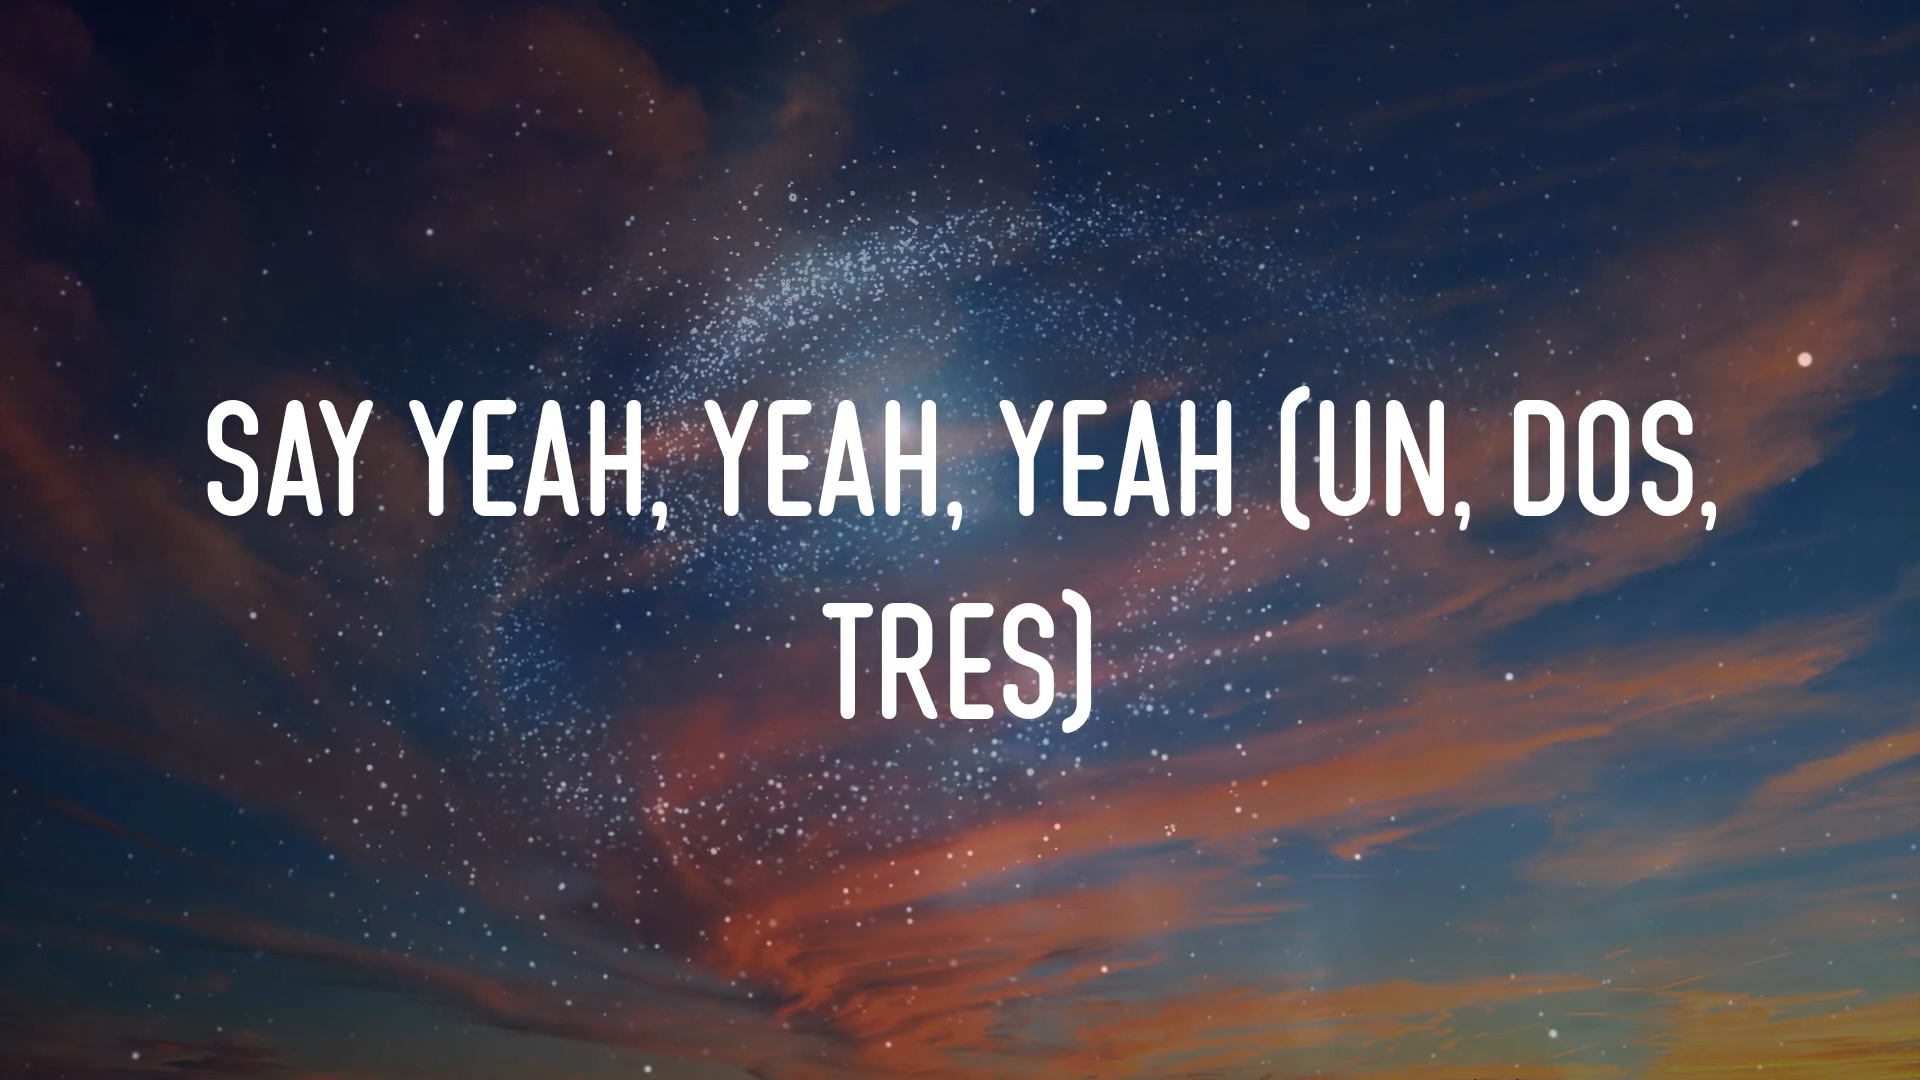 SAY YEAH, YEAH, YEAH (UN, DOS,
TRES)